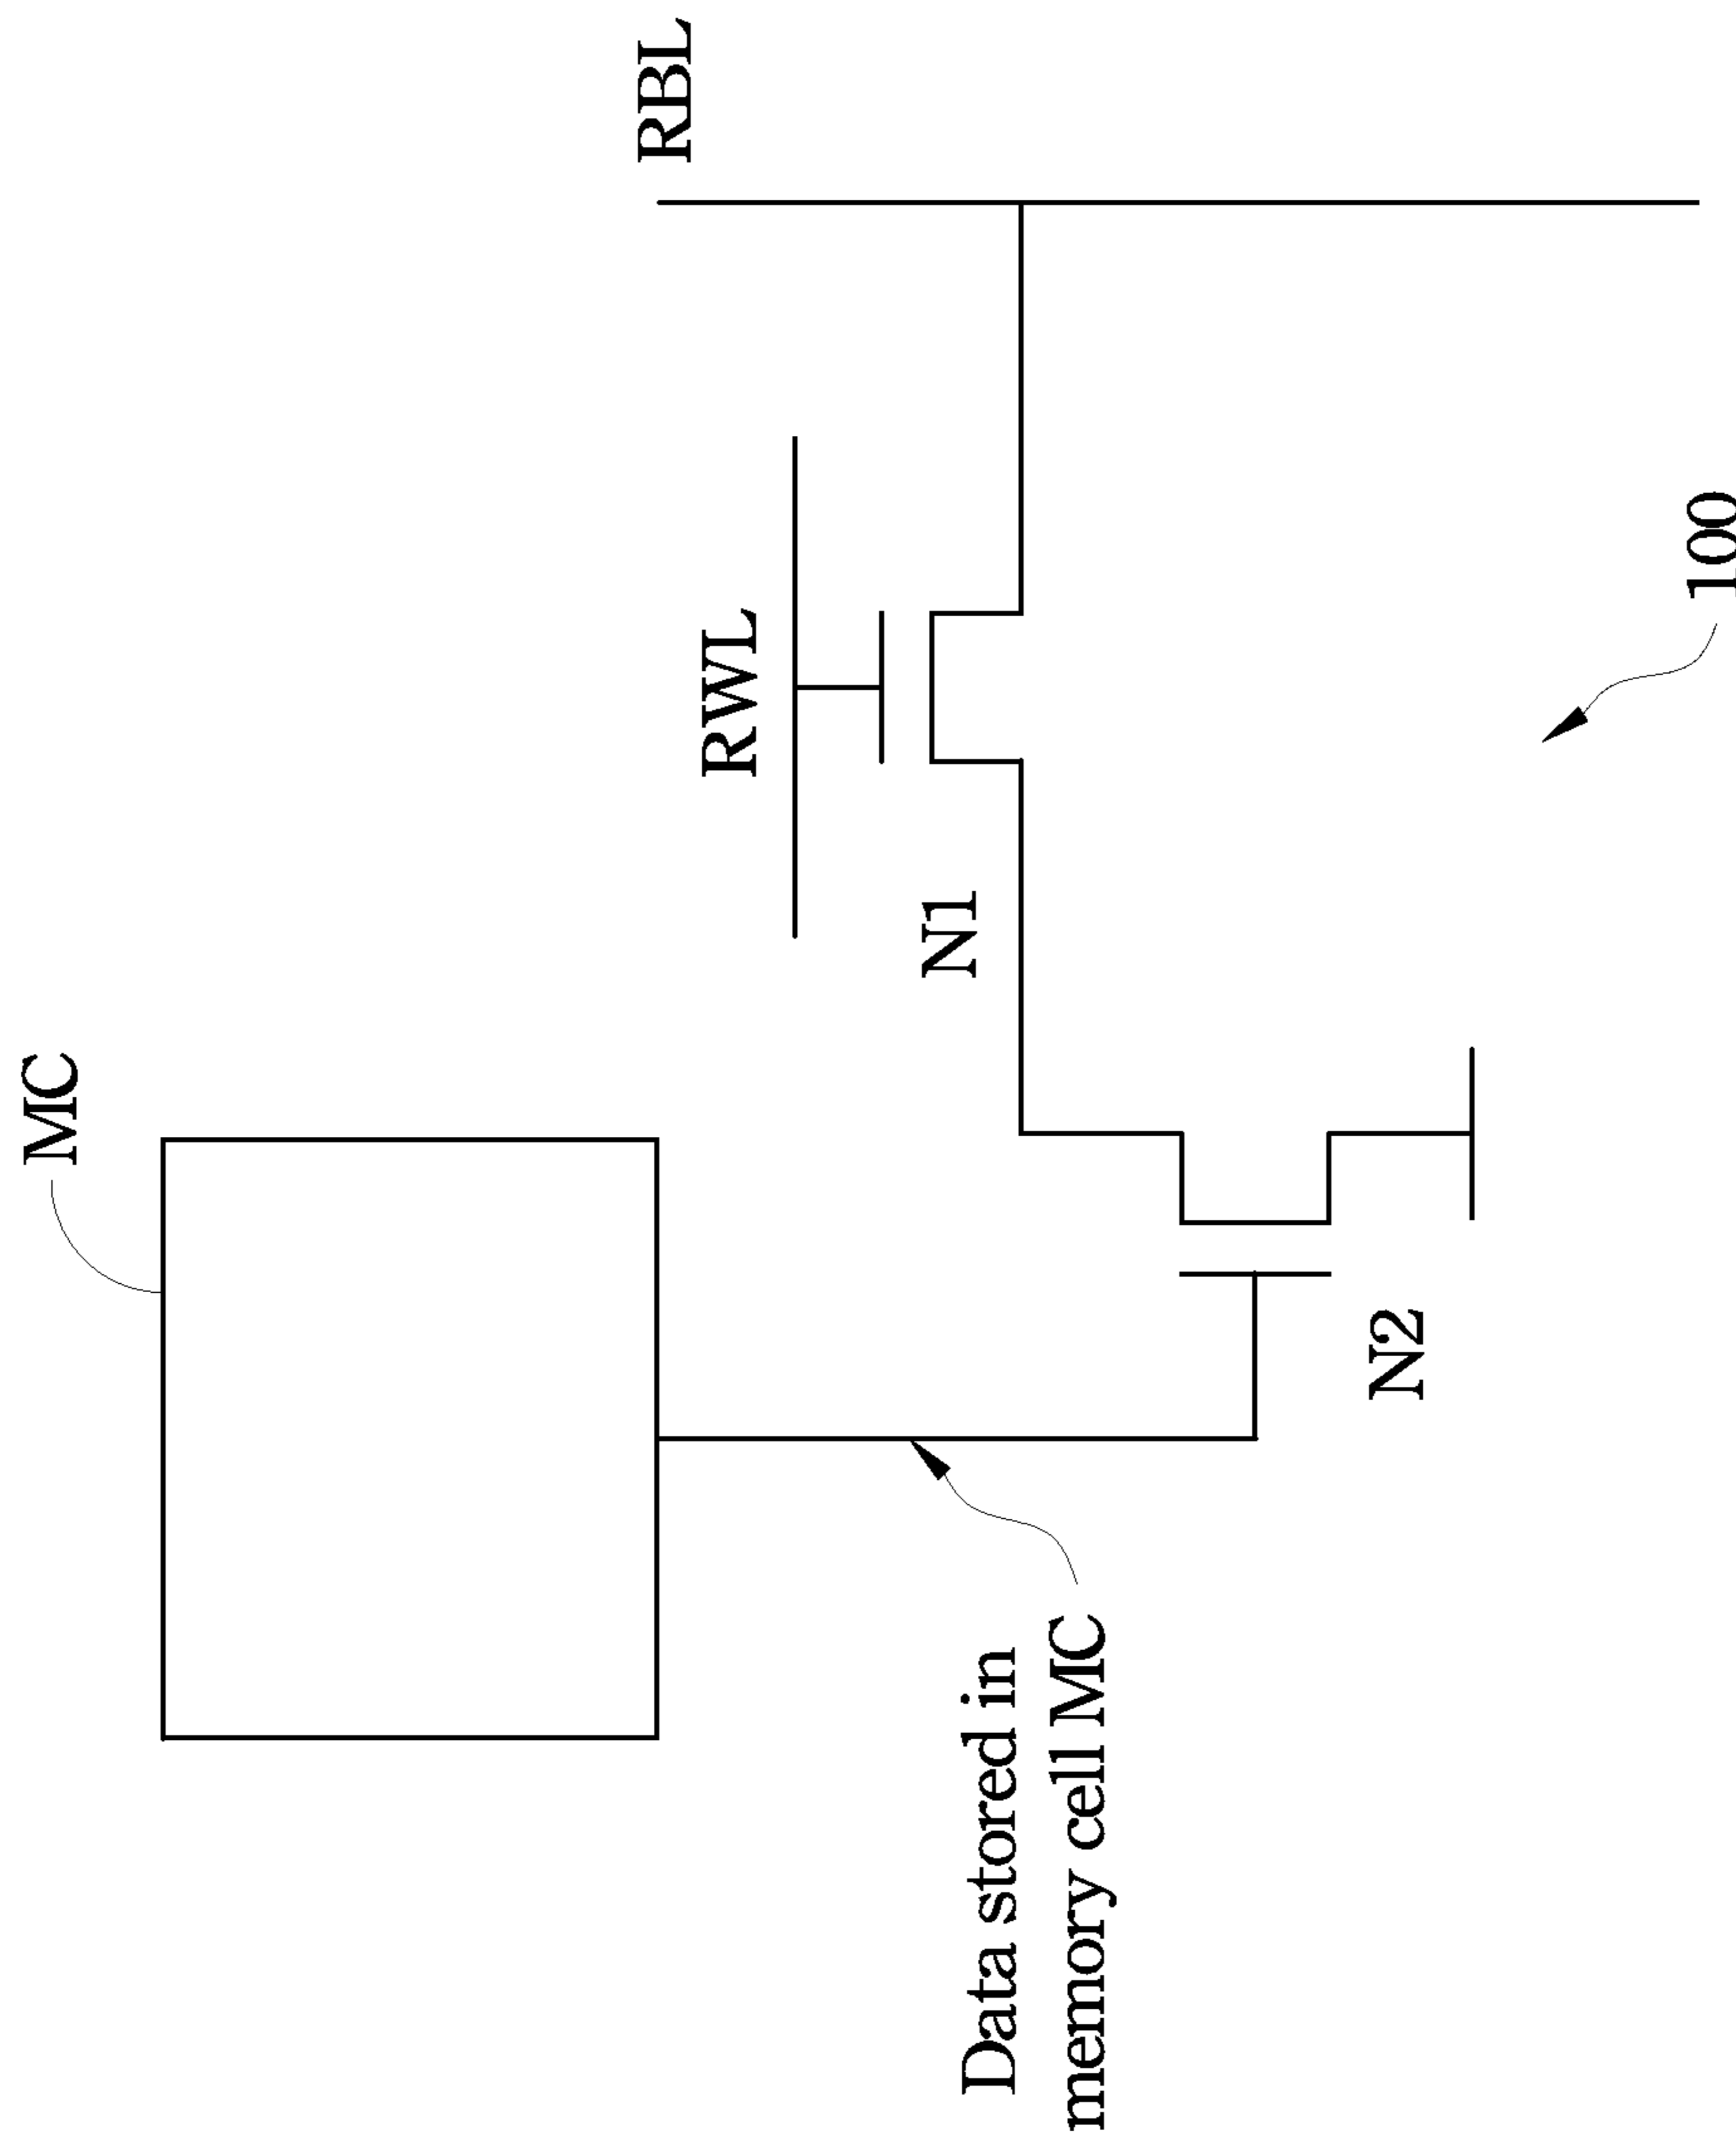 MC
RBL
RWL
N1
N2
Data stored in
memory cell MC
100